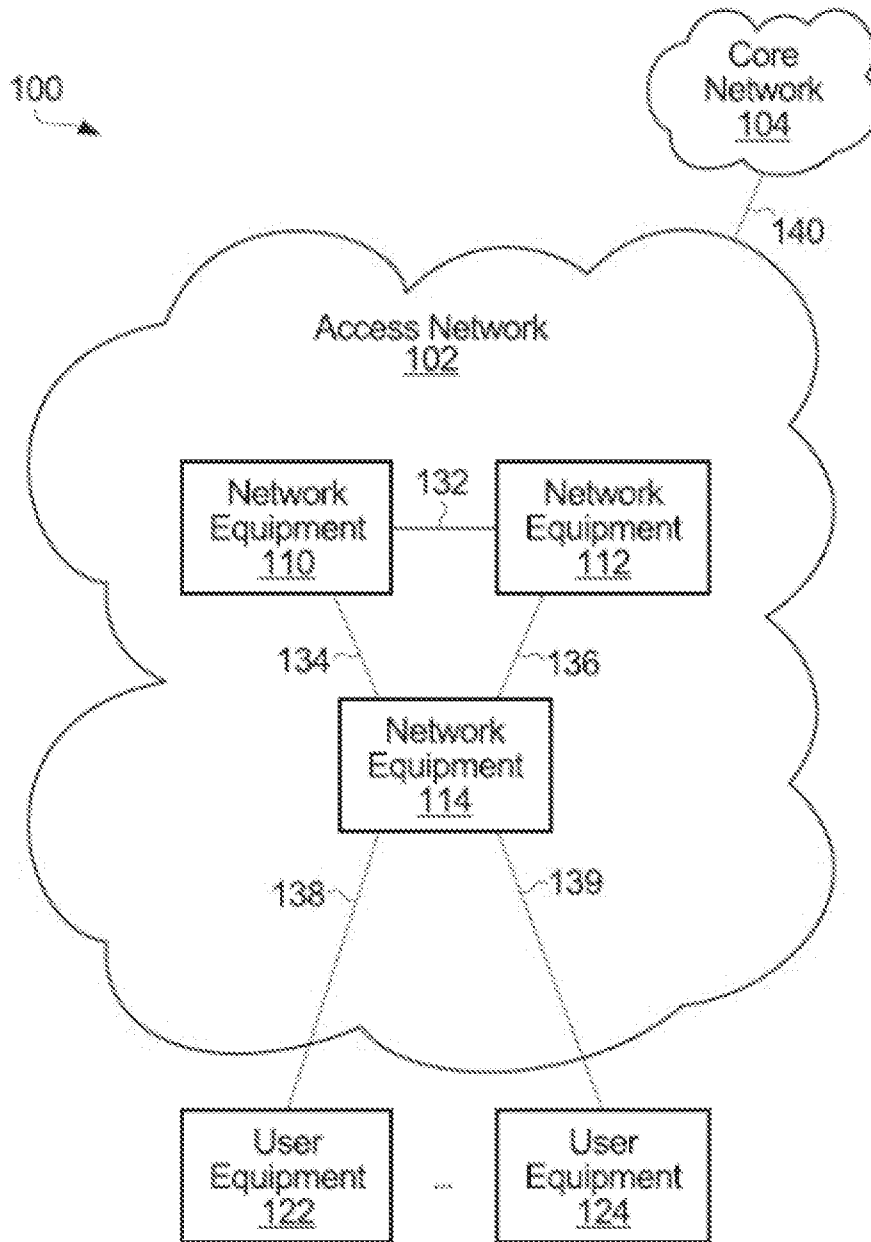 Core
Network
104
100
140
Access Network
102
Network
Equipment
110
132
Network
Equipment
112
134
136
Network
Equipment
114
138
139
User
Equipment
122
...
User
Equipment
124